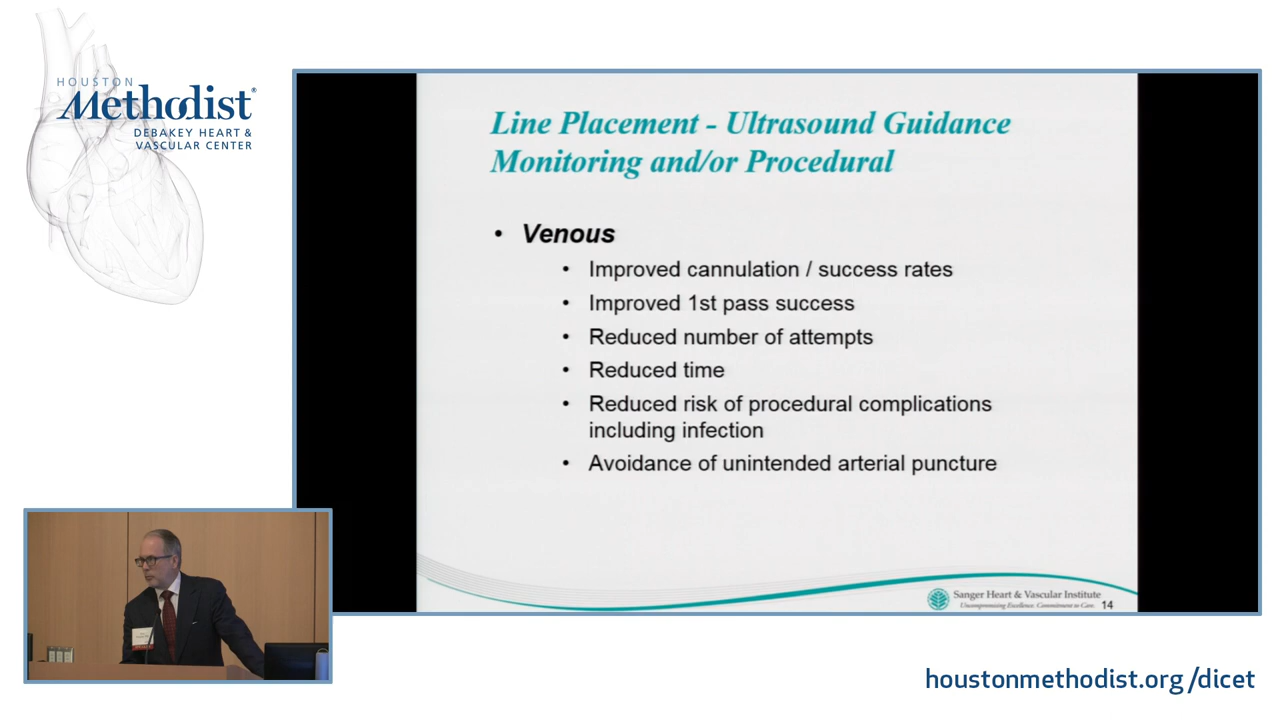 HOUSTON
Methodist®
DEBAKEY HEART &
VASCULAR CENTER
Line Placement - Ultrasound Guidance
Monitoring and/or Procedural
• Venous
• Improved cannulation / success rates
• Improved 1st pass success
• Reduced number of attempts
• Reduced time
• Reduced risk of procedural complications
including infection
• Avoidance of unintended arterial puncture
Sanger Heart & Vascular Institute
Uncompromising Excellence. Commitment to Care.
14
houstonmethodist.org/dicet